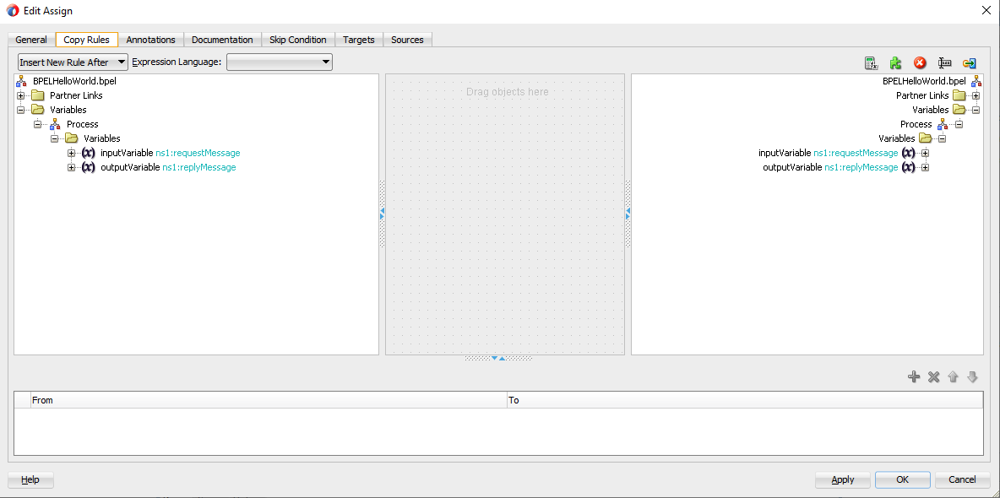 Edit Assign
General Copy Rules Annotations Documentation Skip Condition Targets Sources
Insert New Rule After Expression Language:
BPELHelloWorld.bpel
Partner Links
Variables
Process
Variables
inputVariable ns1:requestMessage
outputVariable ns1:replyMessage
Drag objects here
BPELHelloWorld.bpel
Partner Links
Variables
Process
Variables
inputVariable ns1:requestMessage
outputVariable ns1:replyMessage
From To
Help Apply OK Cancel